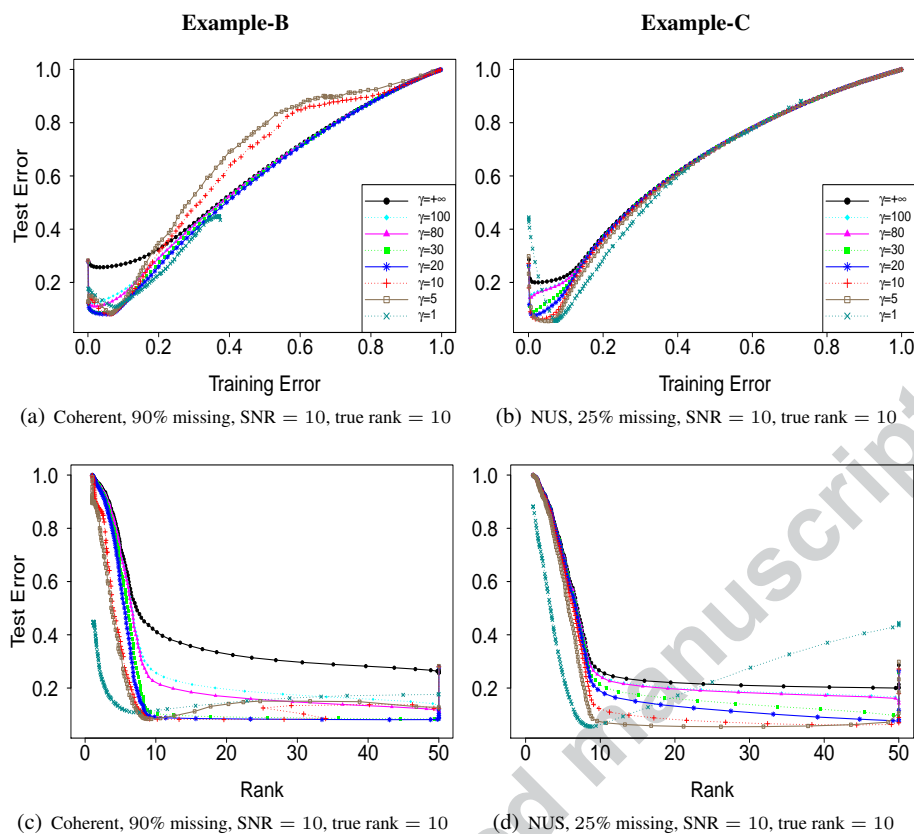 Example-B
Example-C
Test Error
1.0
0.8
0.6
0.4
0.2
γ=+∞
γ=100
γ=80
γ=30
γ=20
γ=10
γ=5
γ=1
0.0 0.2 0.4 0.6 0.8 1.0
Training Error
(a) Coherent, 90% missing, SNR = 10, true rank = 10
1.0
0.8
0.6
0.4
0.2
γ=+∞
γ=100
γ=80
γ=30
γ=20
γ=10
γ=5
γ=1
0.0 0.2 0.4 0.6 0.8 1.0
Training Error
(b) NUS, 25% missing, SNR = 10, true rank = 10
Test Error
1.0
0.8
0.6
0.4
0.2
0 10 20 30 40 50
Rank
(c) Coherent, 90% missing, SNR = 10, true rank = 10
1.0
0.8
0.6
0.4
0.2
0 10 20 30 40 50
Rank
(d) NUS, 25% missing, SNR = 10, true rank = 10
d manuscript